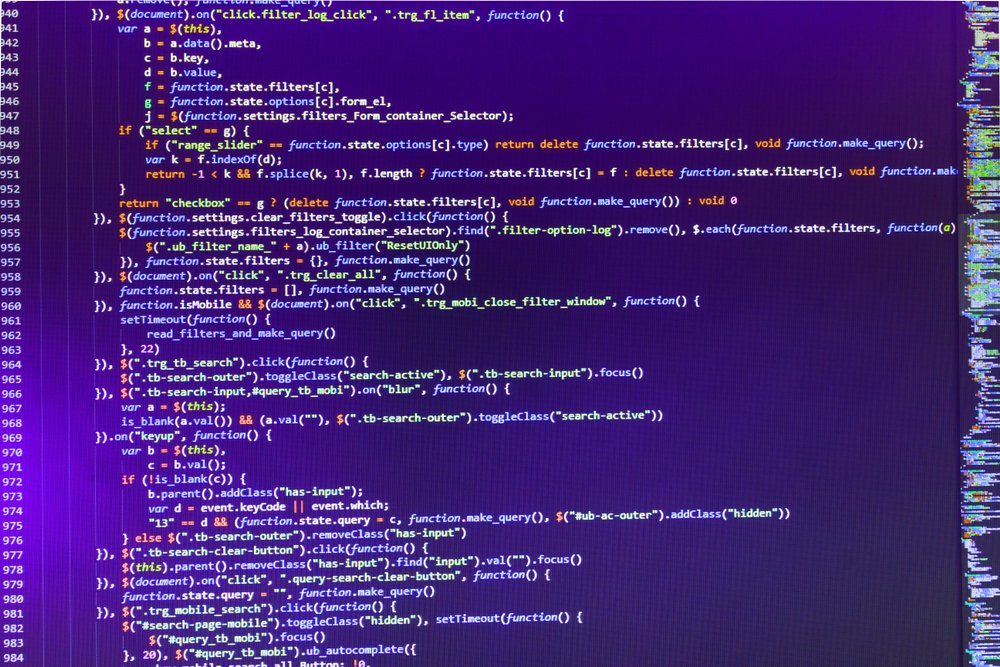 940 }), $(document).on("click.filter_log_click", ".trg_fl_item", function() {
941 var a = $(this),
942 b = a.data().meta,
943 c = b.key,
944 d = b.value,
945 f = function.state.filters[c],
946 g = function.state.options[c].form_el,
947 j = $(function.settings.filters_Form_container_Selector);
948 if ("select" == g) {
949 if ("range_slider" == function.state.options[c].type) return delete function.state.filters[c], void function.make_query();
950 var k = f.indexOf(d);
951 return -1 < k && f.splice(k, 1), f.length ? function.state.filters[c] = f : delete function.state.filters[c], void function.mak
952 }
953 return "checkbox" == g ? (delete function.state.filters[c], void function.make_query()) : void 0
954 }), $(function.settings.clear_filters_toggle).click(function() {
955 $(function.settings.filters_log_container_selector).find(".filter-option-log").remove(), $.each(function.state.filters, function(a)
956 $(".ub_filter_name_" + a).ub_filter("ResetUIOnly")
957 }), function.state.filters = {}, function.make_query()
958 }), $(document).on("click", ".trg_clear_all", function() {
959 function.state.filters = [], function.make_query()
960 }), function.isMobile && $(document).on("click", ".trg_mobi_close_filter_window", function() {
961 setTimeout(function() {
962 read_filters_and_make_query()
963 }, 22)
964 }), $(".trg_tb_search").click(function() {
965 $(".tb-search-outer").toggleClass("search-active"), $(".tb-search-input").focus()
966 }), $(".tb-search-input,#query_tb_mobi").on("blur", function() {
967 var a = $(this);
968 is_blank(a.val()) && (a.val(""), $(".tb-search-outer").toggleClass("search-active"))
969 }).on("keyup", function() {
970 var b = $(this),
971 c = b.val();
972 if (!is_blank(c)) {
973 b.parent().addClass("has-input");
974 var d = event.keyCode || event.which;
975 "13" == d && (function.state.query = c, function.make_query(), $("#ub-ac-outer").addClass("hidden"))
976 } else $(".tb-search-outer").removeClass("has-input")
977 }), $(".tb-search-clear-button").click(function() {
978 $(this).parent().removeClass("has-input").find("input").val("").focus()
979 }), $(document).on("click", ".query-search-clear-button", function() {
980 function.state.query = "", function.make_query()
981 }), $(".trg_mobile_search").click(function() {
982 $("#search-page-mobile").toggleClass("hidden"), setTimeout(function() {
983 $("#query_tb_mobi").focus()
984 }, 20), $("#query_tb_mobi").ub_autocomplete({